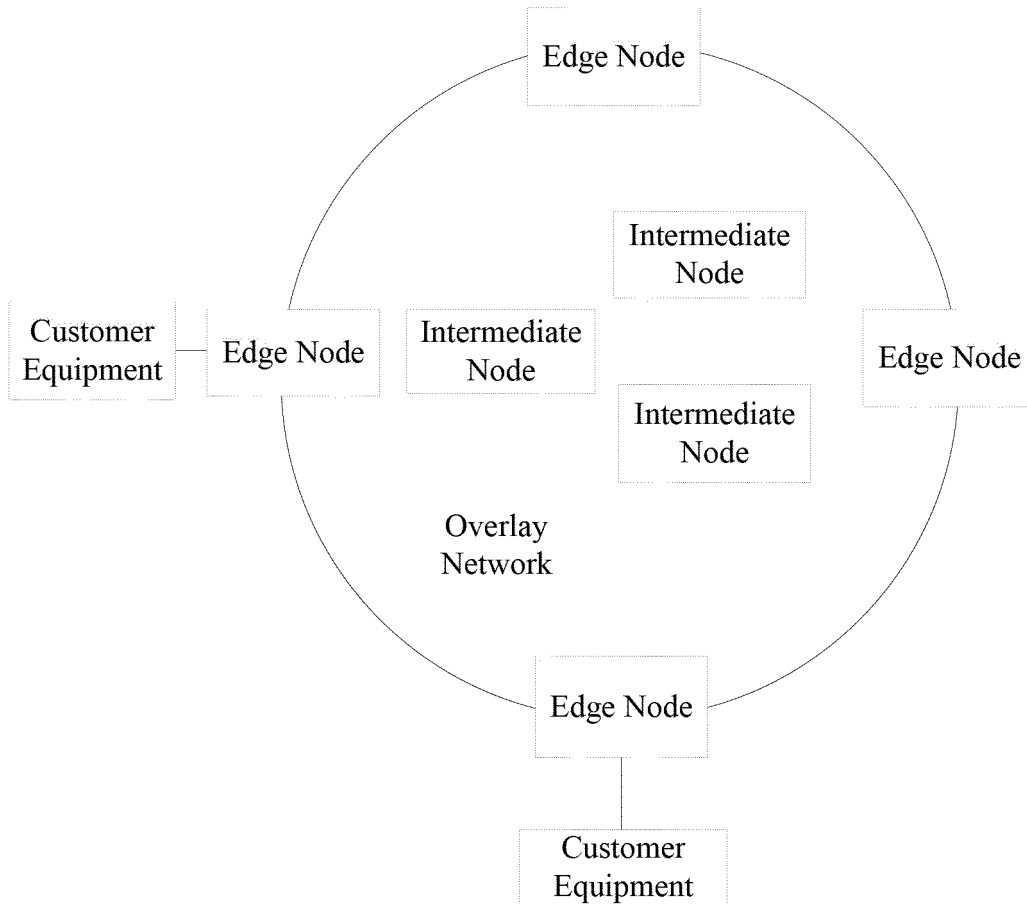 Edge Node
Intermediate
Node
Customer
Equipment
Edge Node
Intermediate
Node
Edge Node
Intermediate
Node
Overlay
Network
Edge Node
Customer
Equipment